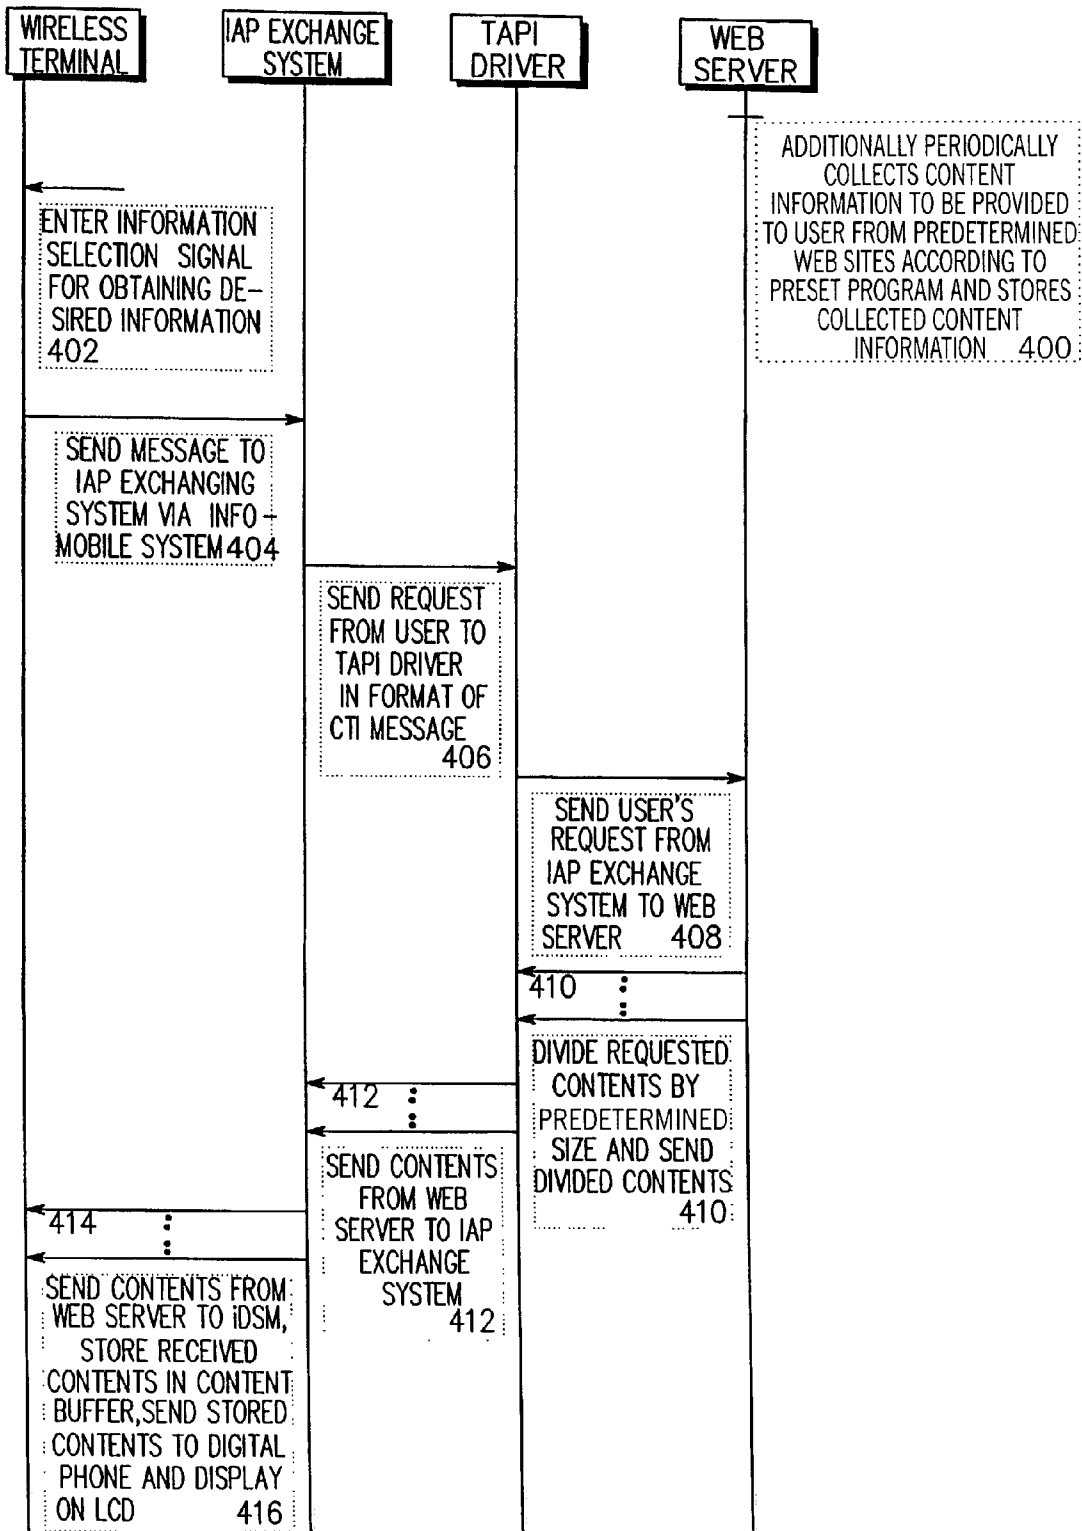 WIRELESS
TERMINAL
IAP EXCHANGE
SYSTEM
TAPI
DRIVER
WEB
SERVER
ADDITIONALLY PERIODICALLY
COLLECTS CONTENT
INFORMATION TO BE PROVIDED
TO USER FROM PREDETERMINED
WEB SITES ACCORDING TO
PRESET PROGRAM AND STORES
COLLECTED CONTENT
INFORMATION 400
ENTER INFORMATION
SELECTION SIGNAL
FOR OBTAINING DE-
SIRED INFORMATION
402
SEND MESSAGE TO
IAP EXCHANGING
SYSTEM VIA INFO-
MOBILE SYSTEM 404
SEND REQUEST
FROM USER TO
TAPI DRIVER
IN FORMAT OF
CTI MESSAGE
406
SEND USER'S
REQUEST FROM
IAP EXCHANGE
SYSTEM TO WEB
SERVER 408
410
DIVIDE REQUESTED
CONTENTS BY
PREDETERMINED
SIZE AND SEND
DIVIDED CONTENTS
410
412
SEND CONTENTS
FROM WEB
SERVER TO IAP
EXCHANGE
SYSTEM
412
414
SEND CONTENTS FROM
WEB SERVER TO iDSM,
STORE RECEIVED
CONTENTS IN CONTENT
BUFFER,SEND STORED
CONTENTS TO DIGITAL
PHONE AND DISPLAY
ON LCD 416